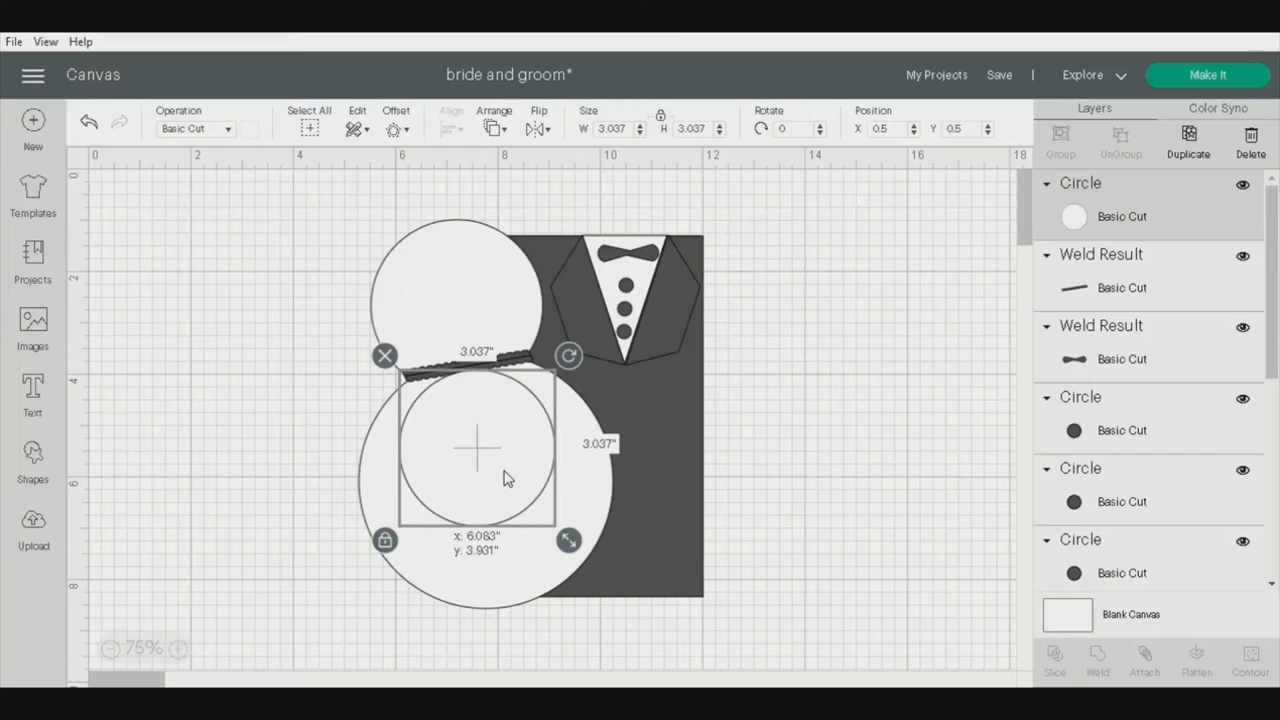 File View Help
Canvas bride and groom* My Projects Save | Explore Make It
Operation Select All Edit Offset Align Arrange Flip Size Rotate Position Layers Color Sync
Basic Cut W 3.037 H 3.037 0 X 0.5 Y 0.5
New
Templates
Projects
Images
Text
Shapes
Upload
Group UnGroup Duplicate Delete
0 2 4 6 8 10 12 14 16 18
0
2
4
6
8
3.037"
3.037"
x: 6.083"
y: 3.931"
75%
Circle
Basic Cut
Weld Result
Basic Cut
Weld Result
Basic Cut
Circle
Basic Cut
Circle
Basic Cut
Circle
Basic Cut
Blank Canvas
Slice Weld Attach Flatten Contour